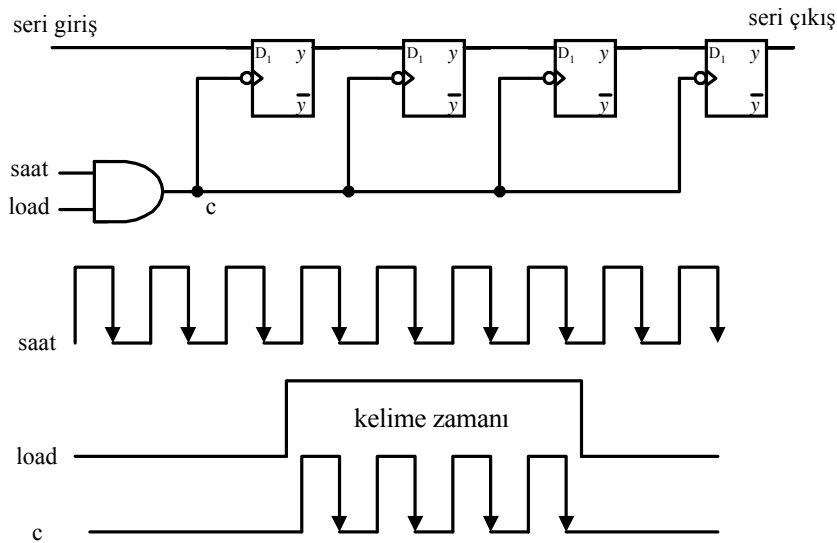 seri giriş
seri çıkış
D1 y
y
D1 y
y
D1 y
y
D1 y
y
saat
load
c
saat
kelime zamanı
load
c